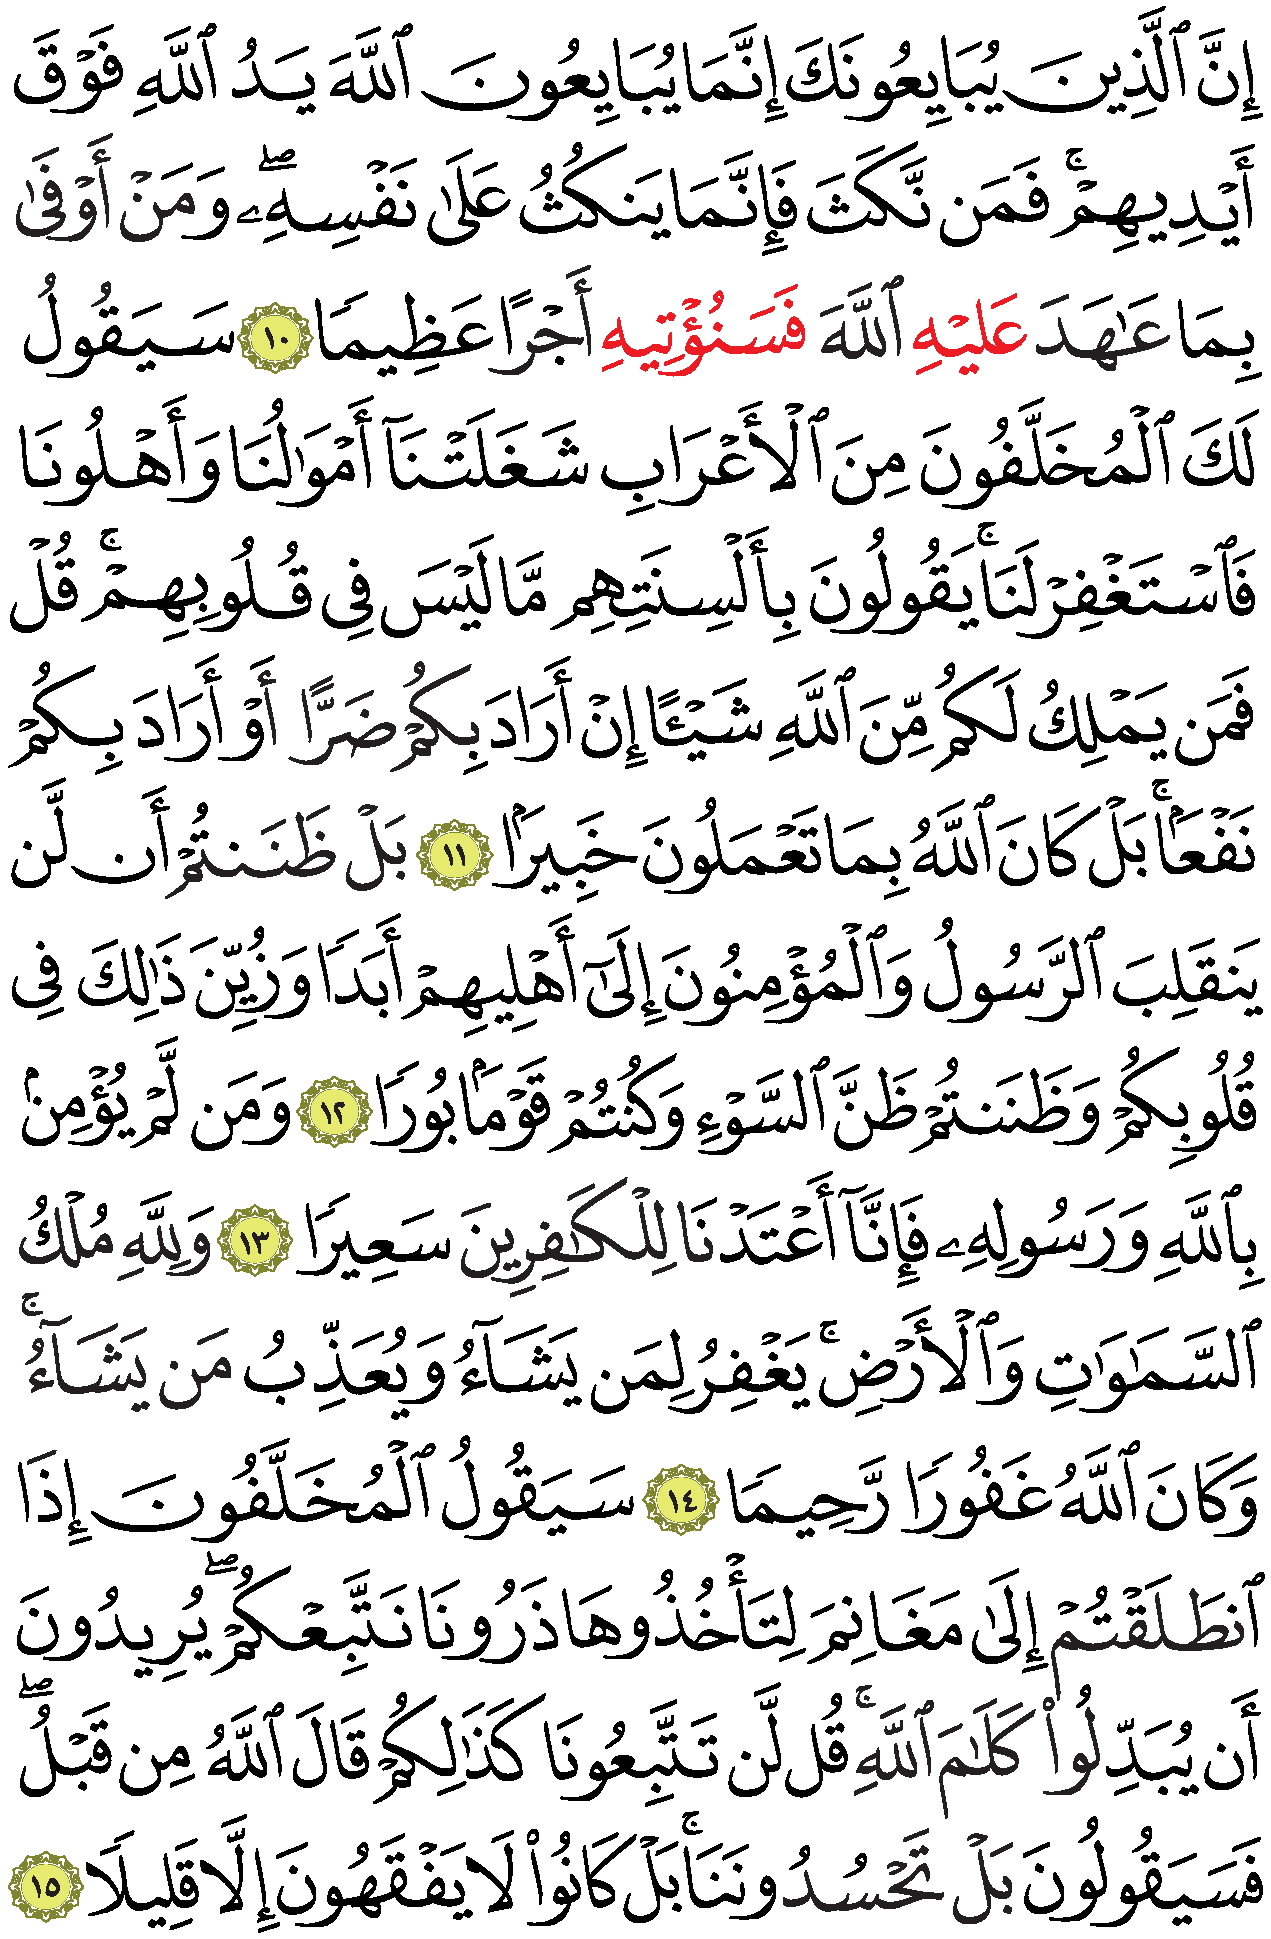 إِنَّ ٱلَّذِينَ يُبَايِعُونَكَ إِنَّمَا يُبَايِعُونَ ٱللَّهَ يَدُ ٱللَّهِ فَوۡقَ
أَيۡدِيهِمۡۚ فَمَن نَّكَثَ فَإِنَّمَا يَنكُثُ عَلَىٰ نَفۡسِهِۦۖ وَمَنۡ أَوۡفَىٰ
بِمَا عَٰهَدَ عَلَيۡهِ ٱللَّهَ فَسَنُؤۡتِيهِ أَجۡرًا عَظِيمٗا ١٠ سَيَقُولُ
لَكَ ٱلۡمُخَلَّفُونَ مِنَ ٱلۡأَعۡرَابِ شَغَلَتۡنَآ أَمۡوَٰلُنَا وَأَهۡلُونَا
فَٱسۡتَغۡفِرۡ لَنَاۚ يَقُولُونَ بِأَلۡسِنَتِهِم مَّا لَيۡسَ فِي قُلُوبِهِمۡۚ قُلۡ
فَمَن يَمۡلِكُ لَكُم مِّنَ ٱللَّهِ شَيۡـًٔا إِنۡ أَرَادَ بِكُمۡ ضَرًّا أَوۡ أَرَادَ بِكُمۡ
نَفۡعَۢاۚ بَلۡ كَانَ ٱللَّهُ بِمَا تَعۡمَلُونَ خَبِيرَۢا ١١ بَلۡ ظَنَنتُمۡ أَن لَّن
يَنقَلِبَ ٱلرَّسُولُ وَٱلۡمُؤۡمِنُونَ إِلَىٰٓ أَهۡلِيهِمۡ أَبَدٗا وَزُيِّنَ ذَٰلِكَ فِي
قُلُوبِكُمۡ وَظَنَنتُمۡ ظَنَّ ٱلسَّوۡءِ وَكُنتُمۡ قَوۡمَۢا بُورٗا ١٢ وَمَن لَّمۡ يُؤۡمِنۢ
بِٱللَّهِ وَرَسُولِهِۦ فَإِنَّآ أَعۡتَدۡنَا لِلۡكَٰفِرِينَ سَعِيرٗا ١٣ وَلِلَّهِ مُلۡكُ
ٱلسَّمَٰوَٰتِ وَٱلۡأَرۡضِۚ يَغۡفِرُ لِمَن يَشَآءُ وَيُعَذِّبُ مَن يَشَآءُۚ
وَكَانَ ٱللَّهُ غَفُورٗا رَّحِيمٗا ١٤ سَيَقُولُ ٱلۡمُخَلَّفُونَ إِذَا
ٱنطَلَقۡتُمۡ إِلَىٰ مَغَانِمَ لِتَأۡخُذُوهَا ذَرُونَا نَتَّبِعۡكُمۡۖ يُرِيدُونَ
أَن يُبَدِّلُواْ كَلَٰمَ ٱللَّهِۚ قُل لَّن تَتَّبِعُونَا كَذَٰلِكُمۡ قَالَ ٱللَّهُ مِن قَبۡلُۖ
فَسَيَقُولُونَ بَلۡ تَحۡسُدُونَنَاۚ بَلۡ كَانُواْ لَا يَفۡقَهُونَ إِلَّا قَلِيلٗا ١٥